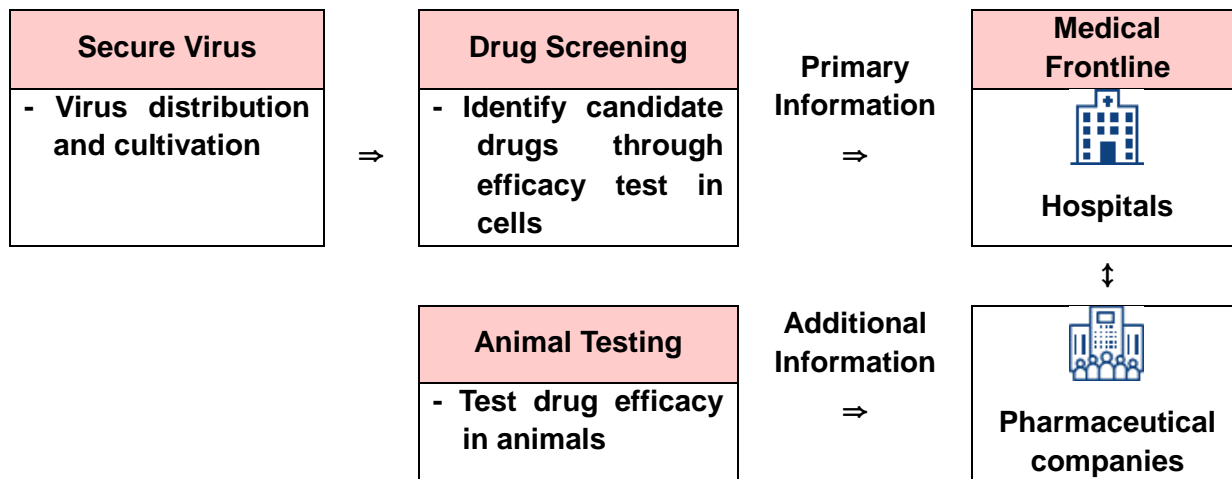 Secure Virus
- Virus distribution
and cultivation
⇒
Drug Screening
- Identify candidate
drugs through
efficacy test in
cells
Primary
Information
⇒
Medical
Frontline
Hospitals
↕
Animal Testing
- Test drug efficacy
in animals
Additional
Information
⇒
Pharmaceutical
companies